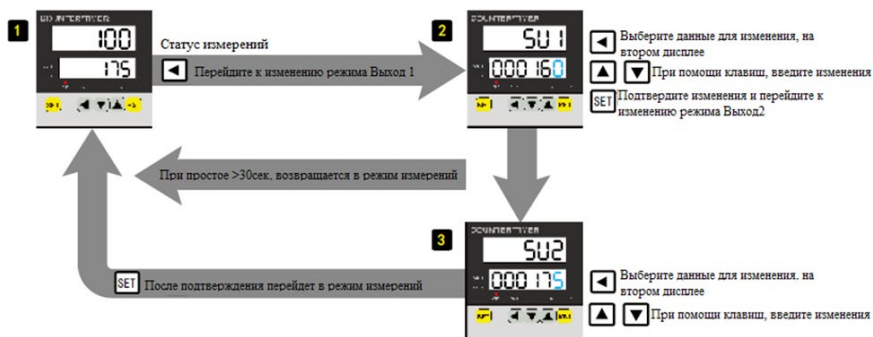 1
COUNTER/TIMER
100
175
Статус измерений
Перейдите к изменению режима Выход 1
2
COUNTER/TIMER
SU1
000160
SET
Выберите данные для изменения, на
втором дисплее
При помощи клавиш, введите изменения
SET
Подтвердите изменения и перейдите к
изменению режима Выход2
При простое >30сек, возвращается в режим измерений
3
COUNTER/TIMER
SU2
000175
SET
SET
После подтверждения перейдет в режим измерений
Выберите данные для изменения. на
втором дисплее
При помощи клавиш, введите изменения